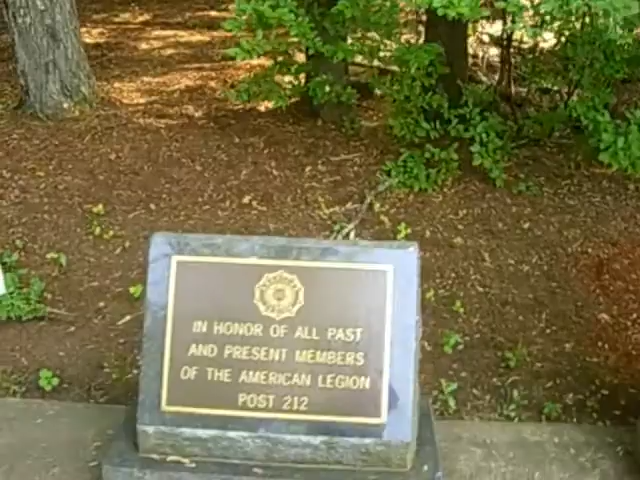 IN HONOR OF ALL PAST
AND PRESENT MEMBERS
OF THE AMERICAN LEGION
POST 212